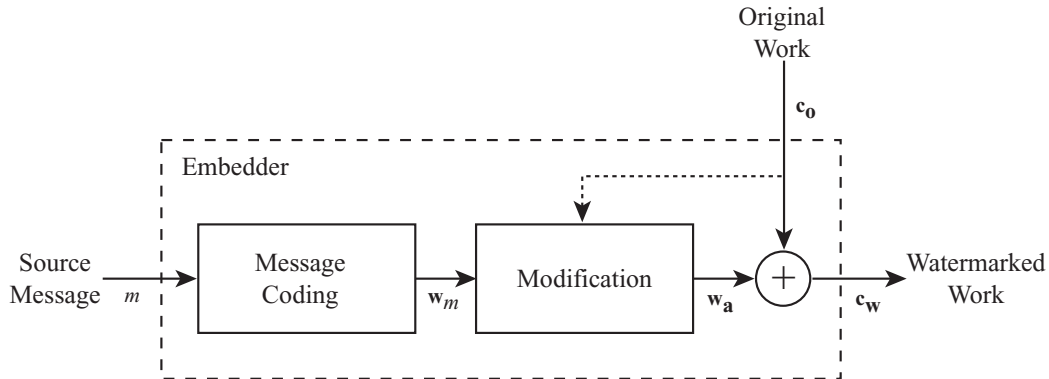 Original
Work
c_o
Embedder
Source
Message
m
Message
Coding
w_m
Modification
w_a
+
c_w
Watermarked
Work